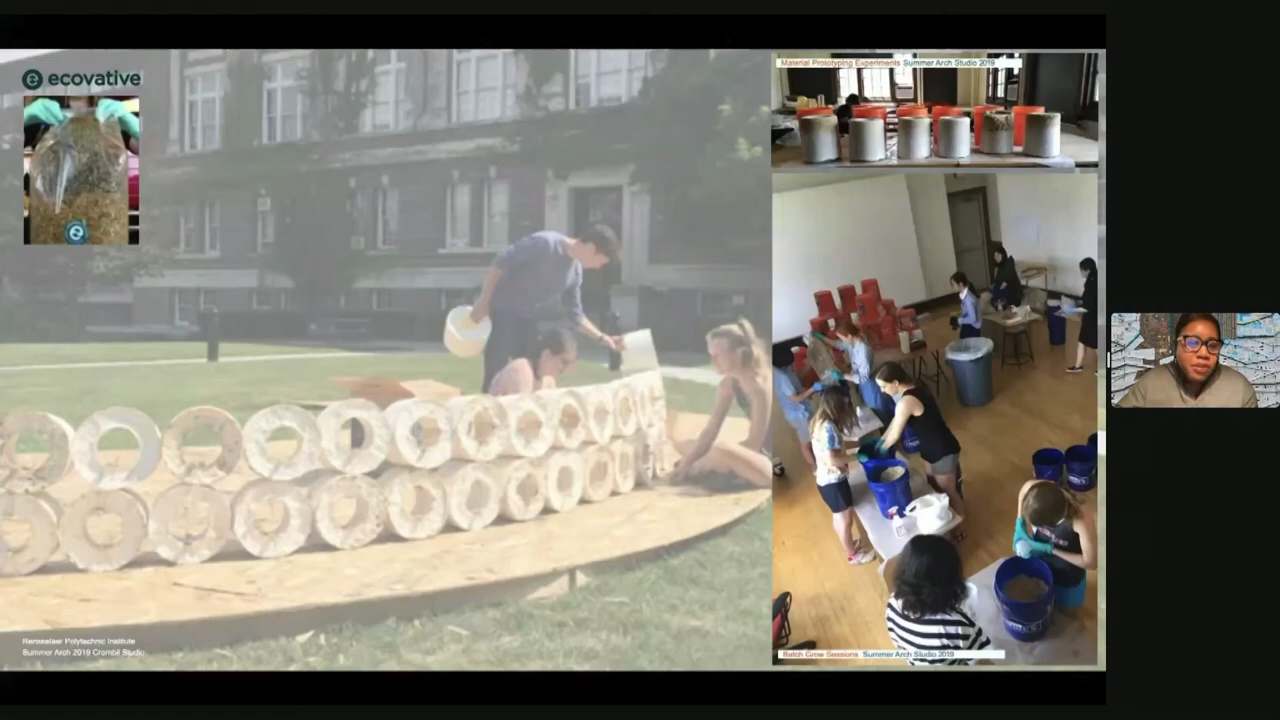 ecovative
Material Prototyping Experiments Summer Arch Studio 2019
Rensselaer Polytechnic Institute
Summer Arch 2019 Crembil Studio
Batch Grow Sessions Summer Arch Studio 2019